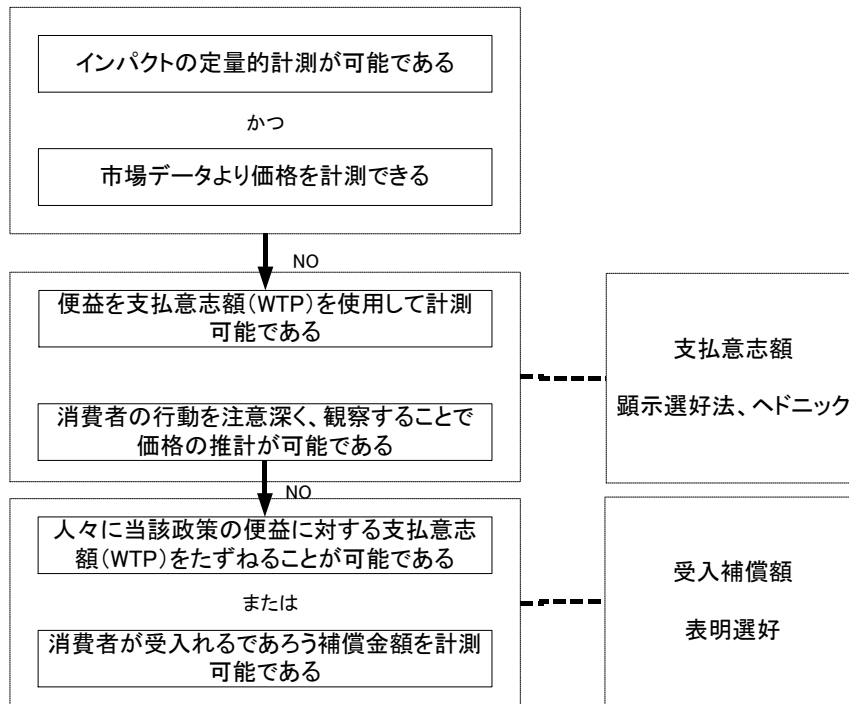 インパクトの定量的計測が可能である
かつ
市場データより価格を計測できる
NO
便益を支払意志額(WTP)を使用して計測
可能である
消費者の行動を注意深く、観察することで
価格の推計が可能である
支払意志額
顕示選好法、ヘドニック
NO
人々に当該政策の便益に対する支払意志
額(WTP)をたずねることが可能である
または
消費者が受入れるであろう補償金額を計測
可能である
受入補償額
表明選好